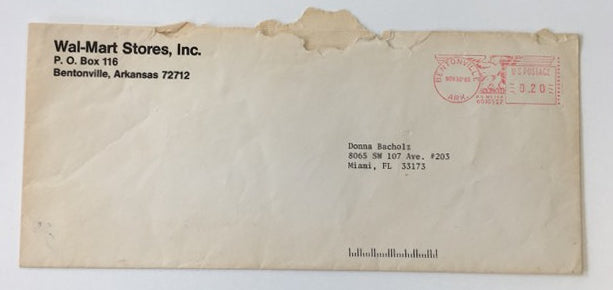 Wal-Mart Stores, Inc.
P. O. Box 116
Bentonville, Arkansas 72712
BENTONVILLE
ARK.
U.S. POSTAGE
0.20
Donna Bacholz
8065 SW 107 Ave. #203
Miami, FL 33173